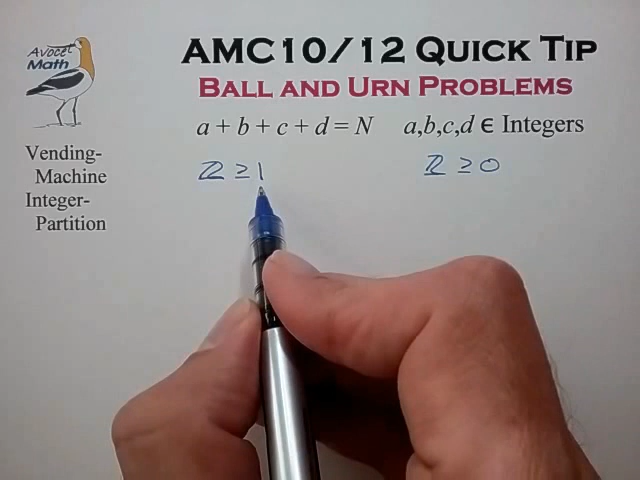 Avocet
Math
AMC10/12 QUICK TIP
BALL AND URN PROBLEMS
a + b + c + d = N a,b,c,d ∈ Integers
ℤ ≥ 1 ℤ ≥ 0
Vending-
Machine
Integer-
Partition